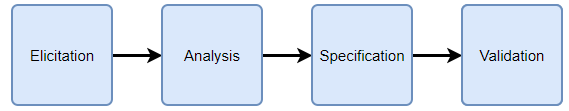 Elicitation
Analysis
Specification
Validation